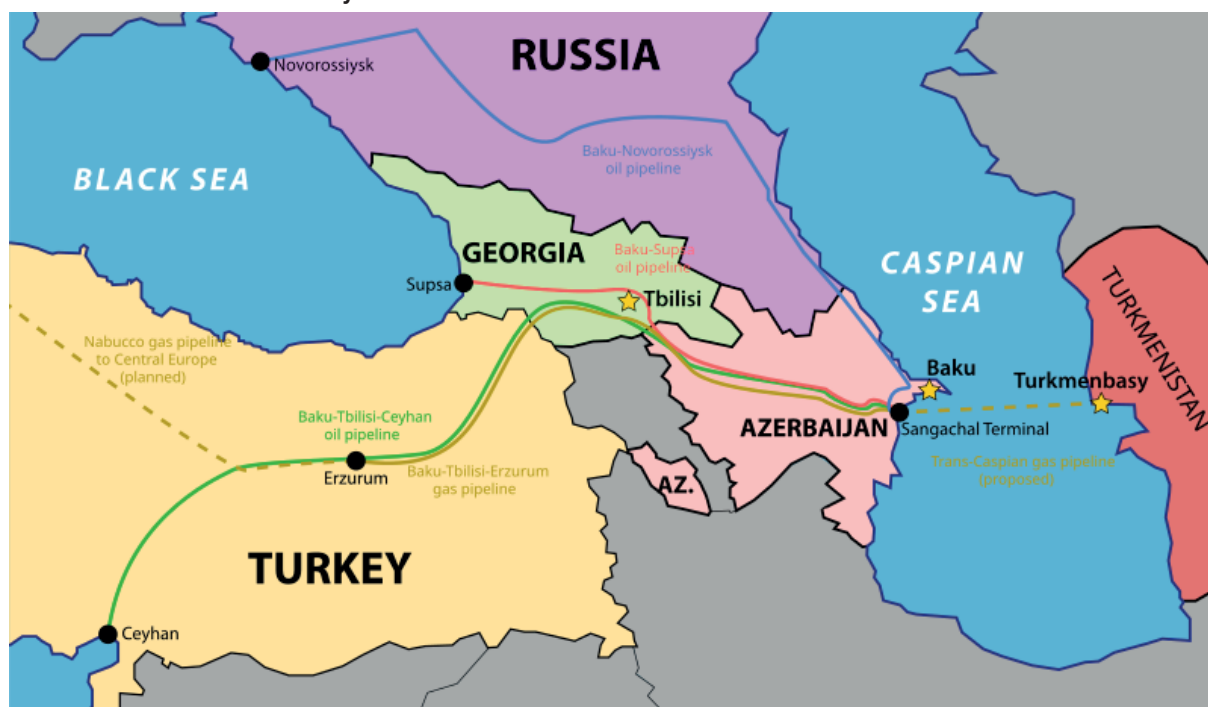 RUSSIA
Novorossiysk
BLACK SEA
Baku-Novorossiysk
oil pipeline
GEORGIA
Baku-Supsa
oil pipeline
CASPIAN
SEA
Supsa
Tbilisi
TURKMENISTAN
Nabucco gas pipeline
to Central Europe
(planned)
Baku
Turkmenbasy
Baku-Tbilisi-Ceyhan
oil pipeline
AZERBAIJAN
Sangachal Terminal
Erzurum
Baku-Tbilisi-Erzurum
gas pipeline
Trans-Caspian gas pipeline
(proposed)
AZ.
TURKEY
Ceyhan